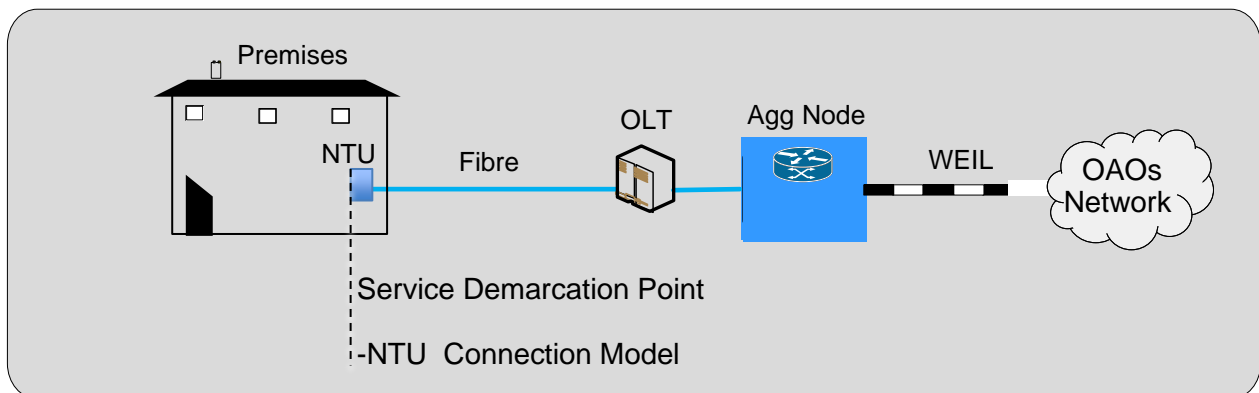 Premises
OLT
Agg Node
NTU
Fibre
WEIL
OAOs
Network
Service Demarcation Point
-NTU  Connection Model